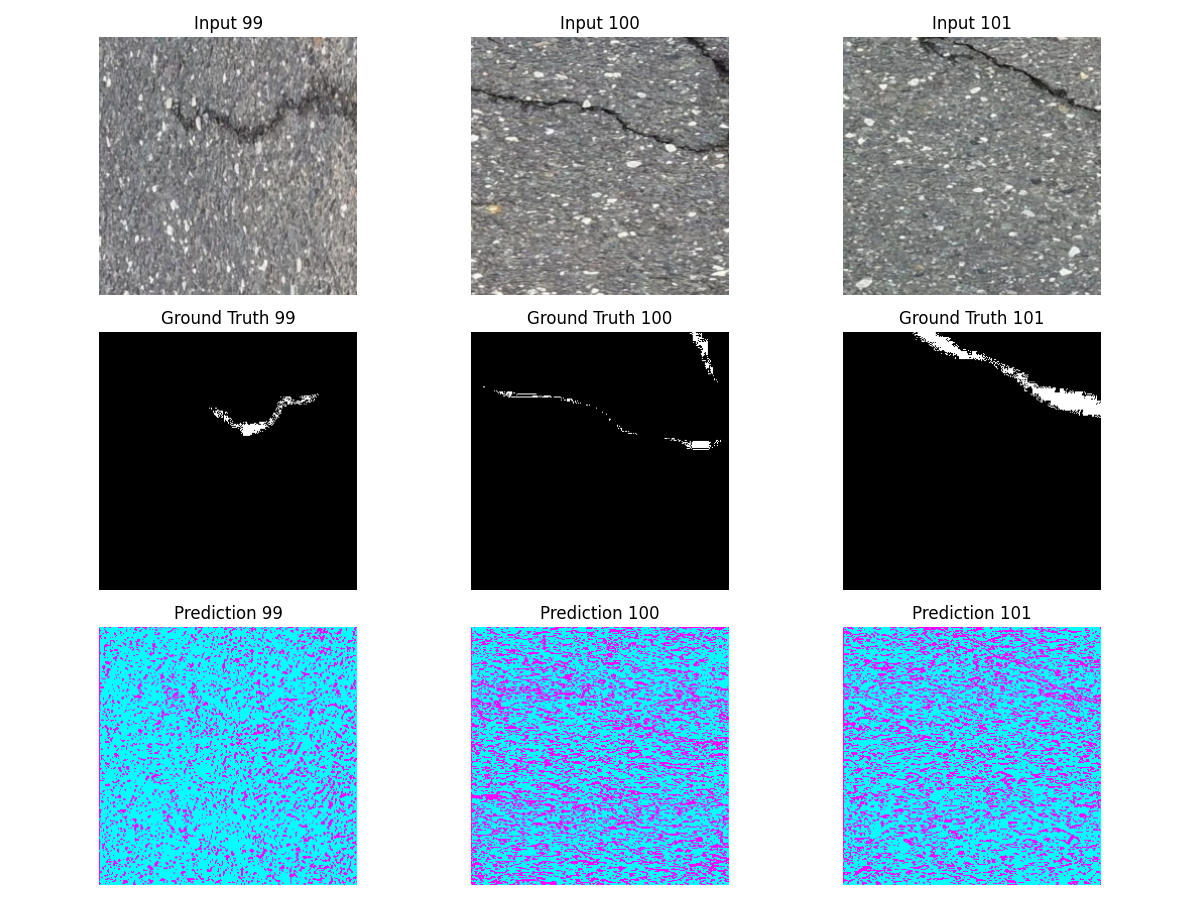 Input 99
Input 100
Input 101
Ground Truth 99
Ground Truth 100
Ground Truth 101
Prediction 99
Prediction 100
Prediction 101